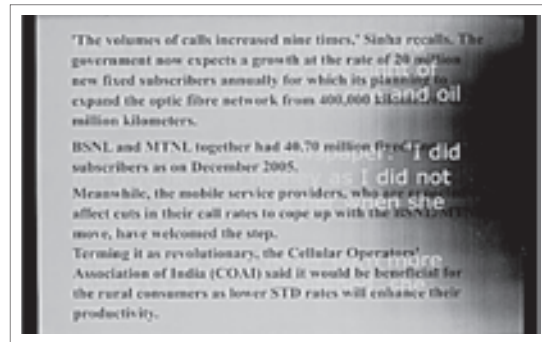 'The volumes of calls increased nine times,' Sinha recalls. The
government now expects a growth at the rate of 20 million
new fixed subscribers annually for which its planning to
expand the optic fibre network from 400,000
million kilometers.
BSNL and MTNL together had 40.70 million
subscribers as on December 2005.
Meanwhile, the mobile service providers, who are
affect cuts in their call rates to cope up with the BSNL/MTNL
move, have welcomed the step.
Terming it as revolutionary, the Cellular Operators'
Association of India (COAI) said it would be beneficial for
the rural consumers as lower STD rates will enhance their
productivity.
of
and oil
"I did
as I did not
when she
more